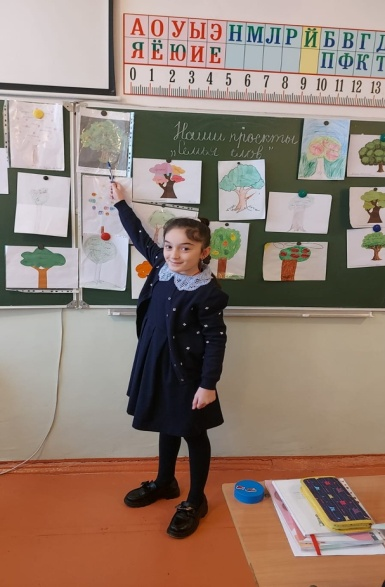 А О У Ы Э Н М Л Р Й Б В Г Д
Я Ё Ю И Е П Ф К Т
0 1 2 3 4 5 6 7 8 9 10 11 12 13
Наши проекты
"Семья слов"